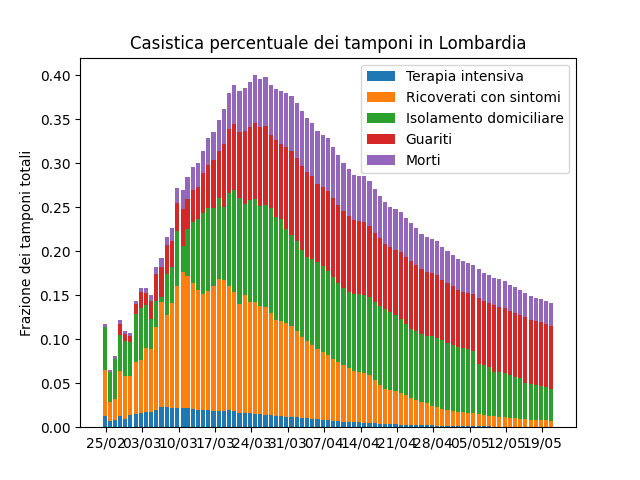 Casistica percentuale dei tamponi in Lombardia
Frazione dei tamponi totali
0.40
0.35
0.30
0.25
0.20
0.15
0.10
0.05
0.00
Terapia intensiva
Ricoverati con sintomi
Isolamento domiciliare
Guariti
Morti
25/02 03/03 10/03 17/03 24/03 31/03 07/04 14/04 21/04 28/04 05/05 12/05 19/05